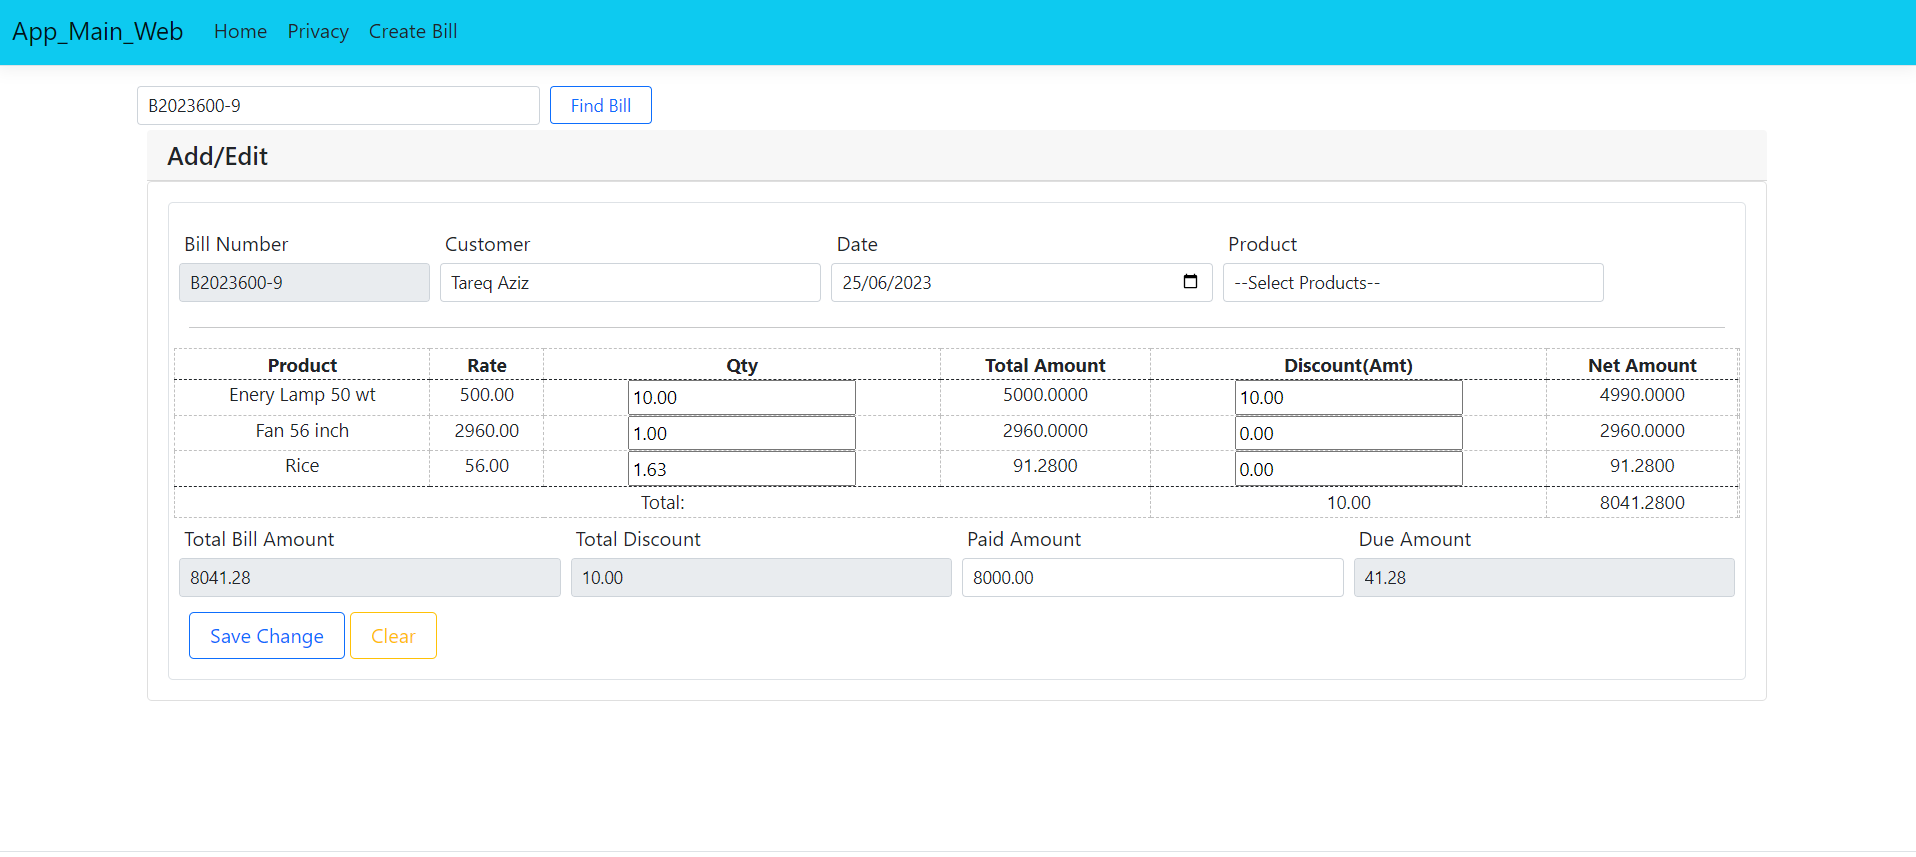 App_Main_Web Home Privacy Create Bill
B2023600-9 Find Bill
Add/Edit
Bill Number Customer Date Product
B2023600-9 Tareq Aziz 25/06/2023 --Select Products--
Product Rate Qty Total Amount Discount(Amt) Net Amount
Enery Lamp 50 wt 500.00 10.00 5000.0000 10.00 4990.0000
Fan 56 inch 2960.00 1.00 2960.0000 0.00 2960.0000
Rice 56.00 1.63 91.2800 0.00 91.2800
Total: 10.00 8041.2800
Total Bill Amount Total Discount Paid Amount Due Amount
8041.28 10.00 8000.00 41.28
Save Change Clear